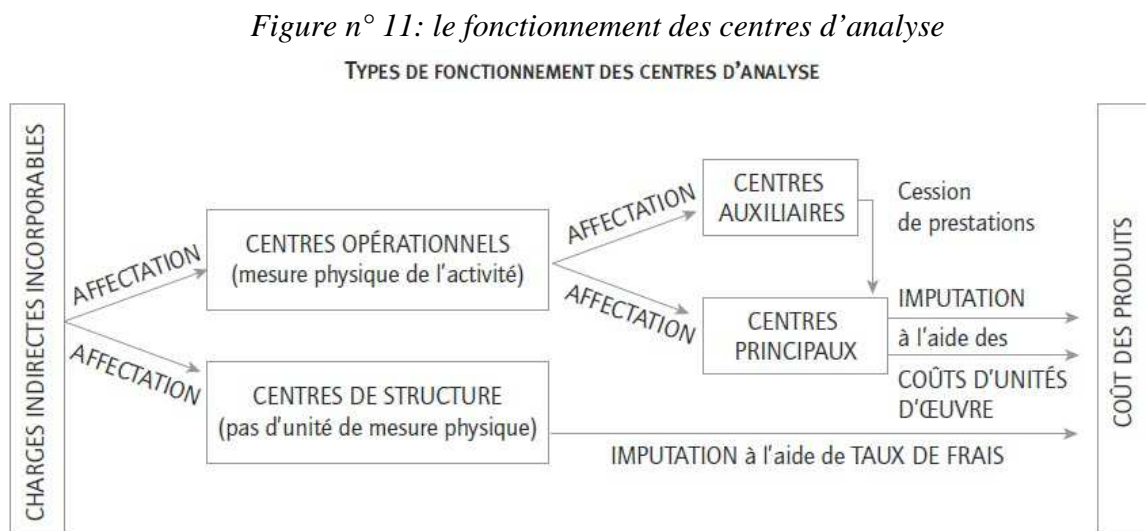 Figure n° 11: le fonctionnement des centres d'analyse
TYPES DE FONCTIONNEMENT DES CENTRES D'ANALYSE
CHARGES INDIRECTES INCORPORABLES
AFFECTATION
AFFECTATION
CENTRES OPÉRATIONNELS
(mesure physique de l'activité)
CENTRES DE STRUCTURE
(pas d'unité de mesure physique)
AFFECTATION
AFFECTATION
CENTRES
AUXILIAIRES
Cession
de prestations
CENTRES
PRINCIPAUX
IMPUTATION
à l'aide des
COÛTS D'UNITÉS
D'ŒUVRE
IMPUTATION à l'aide de TAUX DE FRAIS
COÛT DES PRODUITS